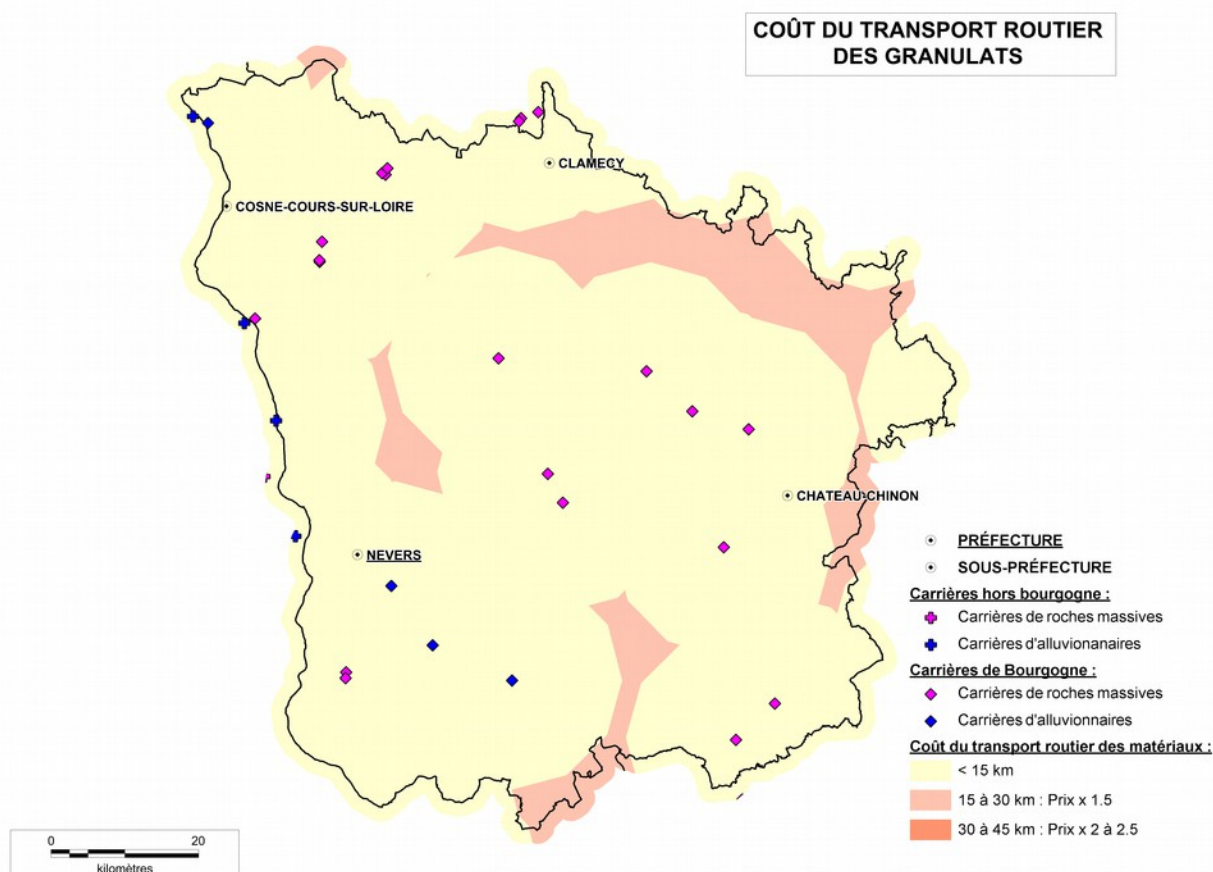 COÛT DU TRANSPORT ROUTIER
DES GRANULATS
CLAMECY
COSNE-COURS-SUR-LOIRE
CHATEAU-CHINON
NEVERS
PRÉFECTURE
SOUS-PRÉFECTURE
Carrières hors bourgogne :
Carrières de roches massives
Carrières d'alluvionanaires
Carrières de Bourgogne :
Carrières de roches massives
Carrières d'alluvionnaires
Coût du transport routier des matériaux :
< 15 km
15 à 30 km : Prix x 1.5
30 à 45 km : Prix x 2 à 2.5
0 20
kilomètres